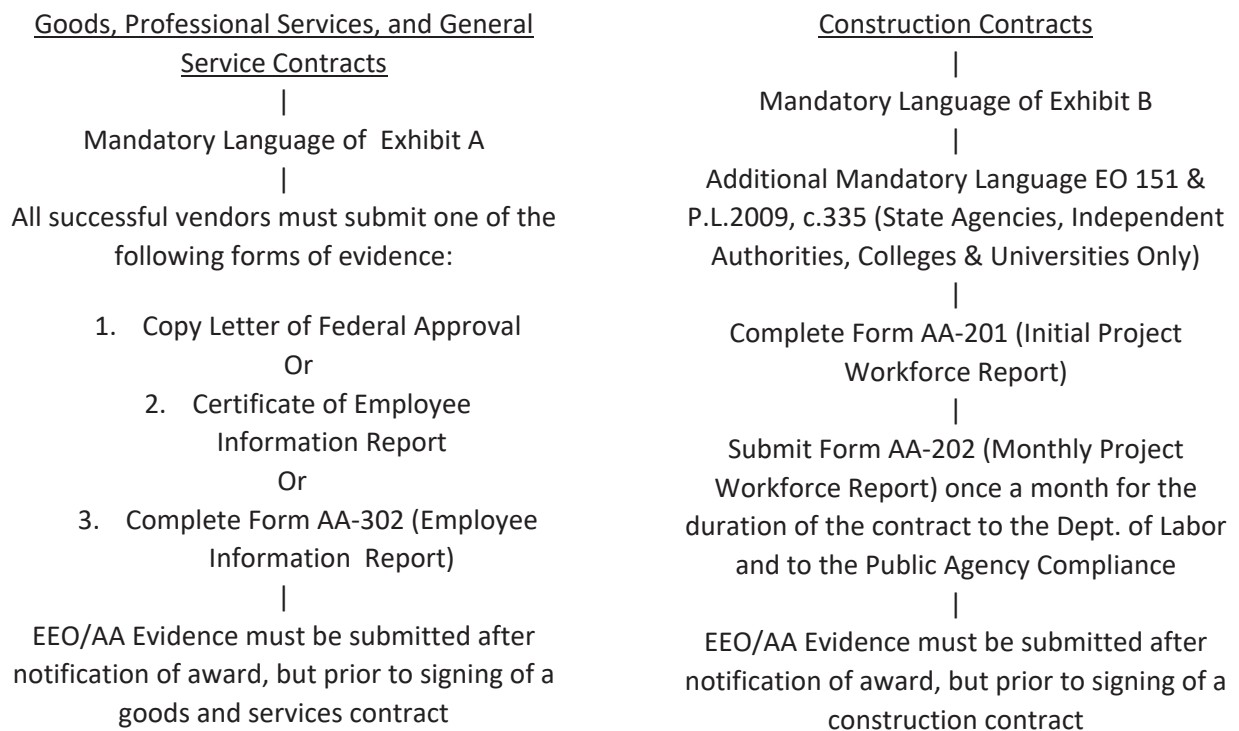 Goods, Professional Services, and General
Service Contracts
|
Mandatory Language of Exhibit A
|
All successful vendors must submit one of the
following forms of evidence:
1. Copy Letter of Federal Approval
Or
2. Certificate of Employee
Information Report
Or
3. Complete Form AA-302 (Employee
Information Report)
|
EEO/AA Evidence must be submitted after
notification of award, but prior to signing of a
goods and services contract
Construction Contracts
|
Mandatory Language of Exhibit B
|
Additional Mandatory Language EO 151 &
P.L.2009, c.335 (State Agencies, Independent
Authorities, Colleges & Universities Only)
|
Complete Form AA-201 (Initial Project
Workforce Report)
|
Submit Form AA-202 (Monthly Project
Workforce Report) once a month for the
duration of the contract to the Dept. of Labor
and to the Public Agency Compliance
|
EEO/AA Evidence must be submitted after
notification of award, but prior to signing of a
construction contract